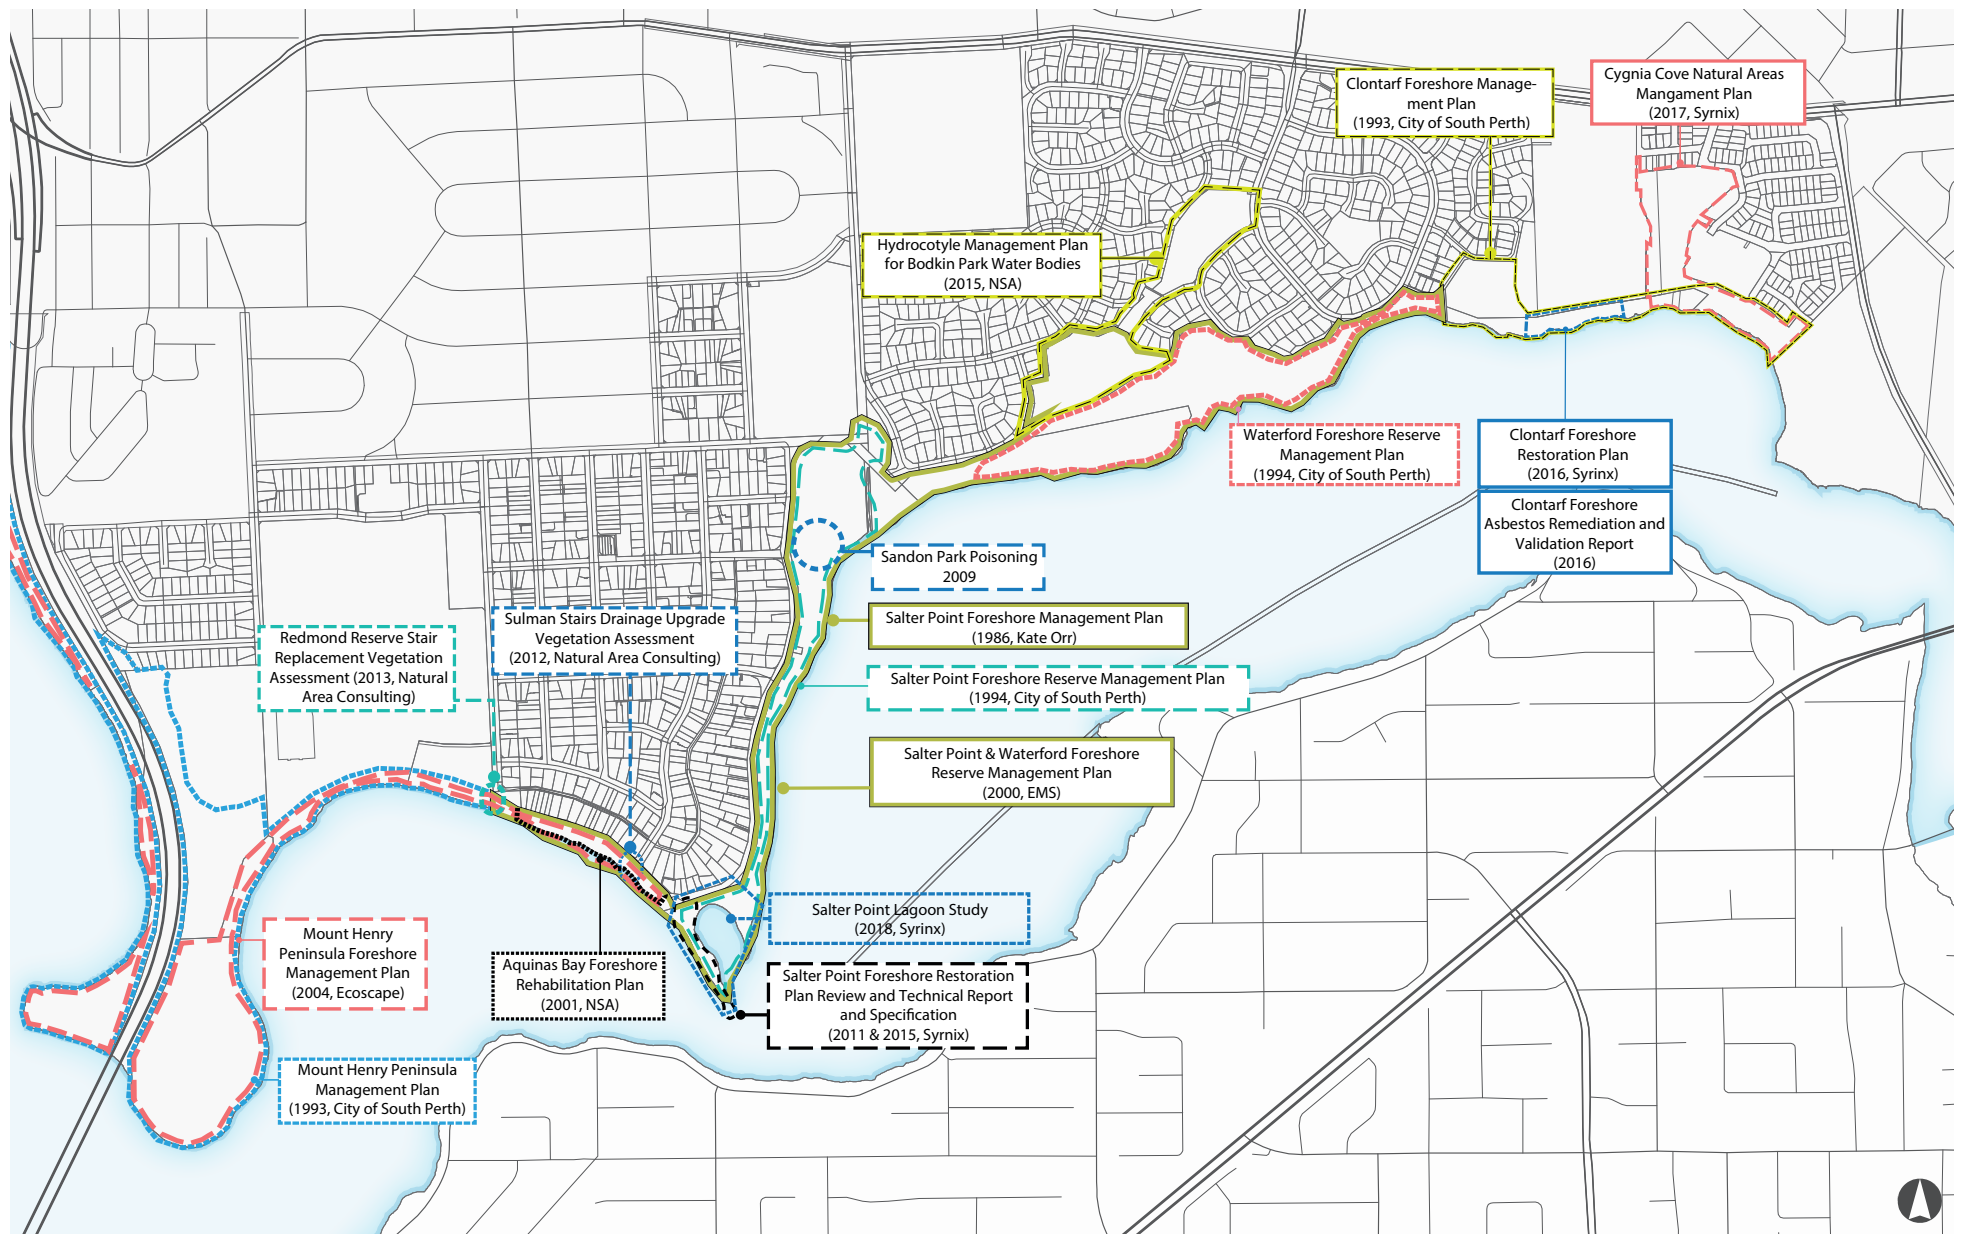 Clontarf Foreshore Manage-
ment Plan
(1993, City of South Perth)
Cygnia Cove Natural Areas
Mangament Plan
(2017, Syrnix)
Hydrocotyle Management Plan
for Bodkin Park Water Bodies
(2015, NSA)
Waterford Foreshore Reserve
Management Plan
(1994, City of South Perth)
Clontarf Foreshore
Restoration Plan
(2016, Syrinx)
Clontarf Foreshore
Asbestos Remediation and
Validation Report
(2016)
Sandon Park Poisoning
2009
Salter Point Foreshore Management Plan
(1986, Kate Orr)
Salter Point Foreshore Reserve Management Plan
(1994, City of South Perth)
Salter Point & Waterford Foreshore
Reserve Management Plan
(2000, EMS)
Sulman Stairs Drainage Upgrade
Vegetation Assessment
(2012, Natural Area Consulting)
Redmond Reserve Stair
Replacement Vegetation
Assessment (2013, Natural
Area Consulting)
Salter Point Lagoon Study
(2018, Syrinx)
Mount Henry
Peninsula Foreshore
Management Plan
(2004, Ecoscape)
Aquinas Bay Foreshore
Rehabilitation Plan
(2001, NSA)
Salter Point Foreshore Restoration
Plan Review and Technical Report
and Specification
(2011 & 2015, Syrnix)
Mount Henry Peninsula
Management Plan
(1993, City of South Perth)